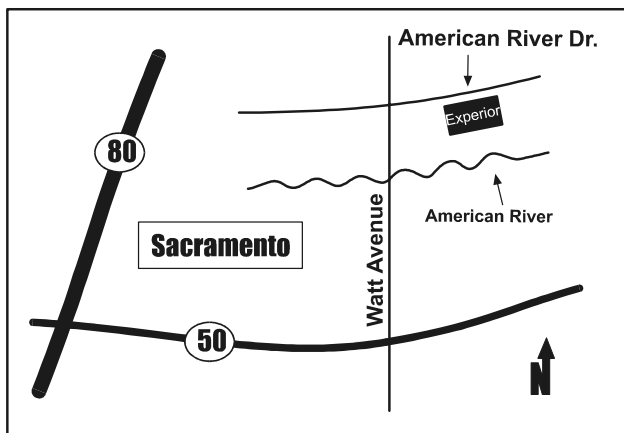 American River Dr.
Experior
80
American River
Sacramento
Watt Avenue
50
N